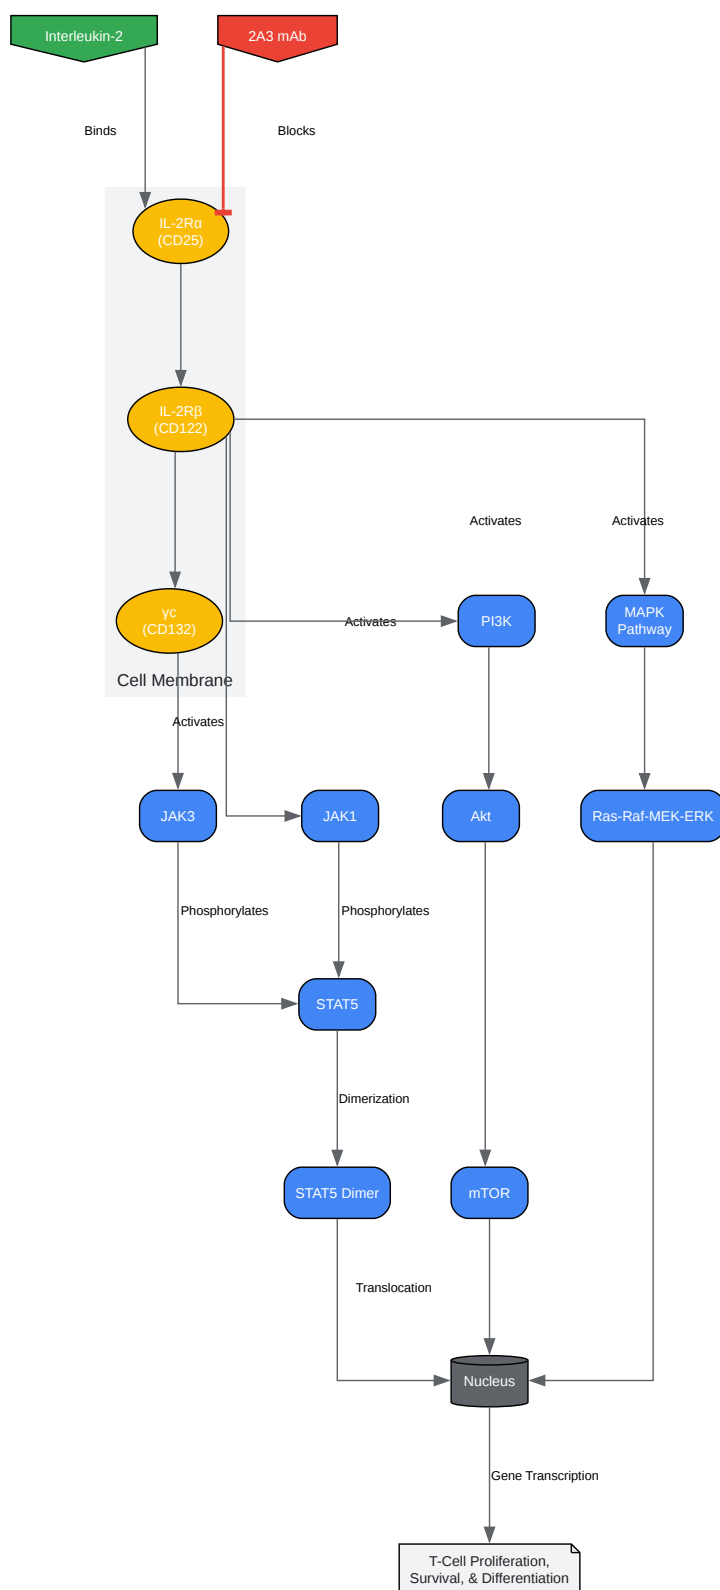 Interleukin-2
2A3 mAb
Binds
Blocks
IL-2Rα
(CD25)
IL-2Rβ
(CD122)
Activates
Activates
γc
(CD132)
Activates
PI3K
MAPK
Pathway
Cell Membrane
Activates
JAK3
JAK1
Akt
Ras-Raf-MEK-ERK
Phosphorylates
Phosphorylates
STAT5
Dimerization
STAT5 Dimer
mTOR
Translocation
Nucleus
Gene Transcription
T-Cell Proliferation,
Survival, & Differentiation